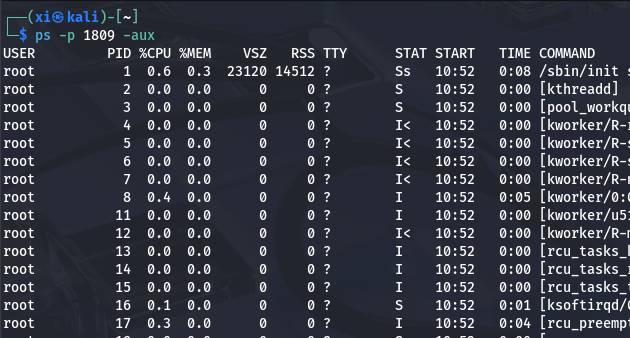 ┌──(xi㉿kali)-[~]
└─$ ps -p 1809 -aux
USER PID %CPU %MEM VSZ RSS TTY STAT START TIME COMMAND
root 1 0.6 0.3 23120 14512 ? Ss 10:52 0:08 /sbin/init s
root 2 0.0 0.0 0 0 ? S 10:52 0:00 [kthreadd]
root 3 0.0 0.0 0 0 ? S 10:52 0:00 [pool_workqu
root 4 0.0 0.0 0 0 ? I< 10:52 0:00 [kworker/R-r
root 5 0.0 0.0 0 0 ? I< 10:52 0:00 [kworker/R-s
root 6 0.0 0.0 0 0 ? I< 10:52 0:00 [kworker/R-s
root 7 0.0 0.0 0 0 ? I< 10:52 0:00 [kworker/R-n
root 8 0.4 0.0 0 0 ? I 10:52 0:05 [kworker/0:0
root 11 0.0 0.0 0 0 ? I 10:52 0:00 [kworker/u51
root 12 0.0 0.0 0 0 ? I< 10:52 0:00 [kworker/R-m
root 13 0.0 0.0 0 0 ? I 10:52 0:00 [rcu_tasks_k
root 14 0.0 0.0 0 0 ? I 10:52 0:00 [rcu_tasks_r
root 15 0.0 0.0 0 0 ? I 10:52 0:00 [rcu_tasks_t
root 16 0.1 0.0 0 0 ? S 10:52 0:01 [ksoftirqd/0
root 17 0.3 0.0 0 0 ? I 10:52 0:04 [rcu_preempt